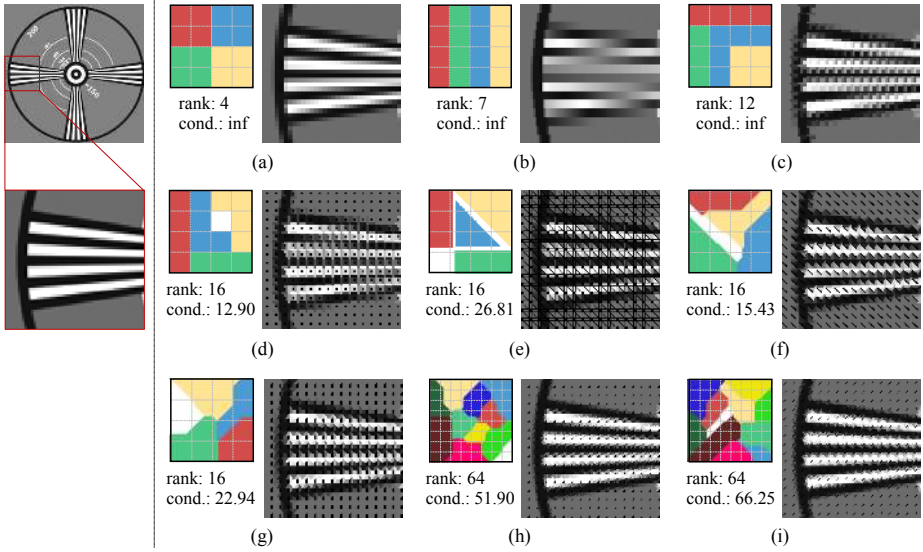 200
rank: 4
cond.: inf
(a)
rank: 7
cond.: inf
(b)
rank: 12
cond.: inf
(c)
rank: 16
cond.: 12.90
(d)
rank: 16
cond.: 26.81
(e)
rank: 16
cond.: 15.43
(f)
rank: 16
cond.: 22.94
(g)
rank: 64
cond.: 51.90
(h)
rank: 64
cond.: 66.25
(i)